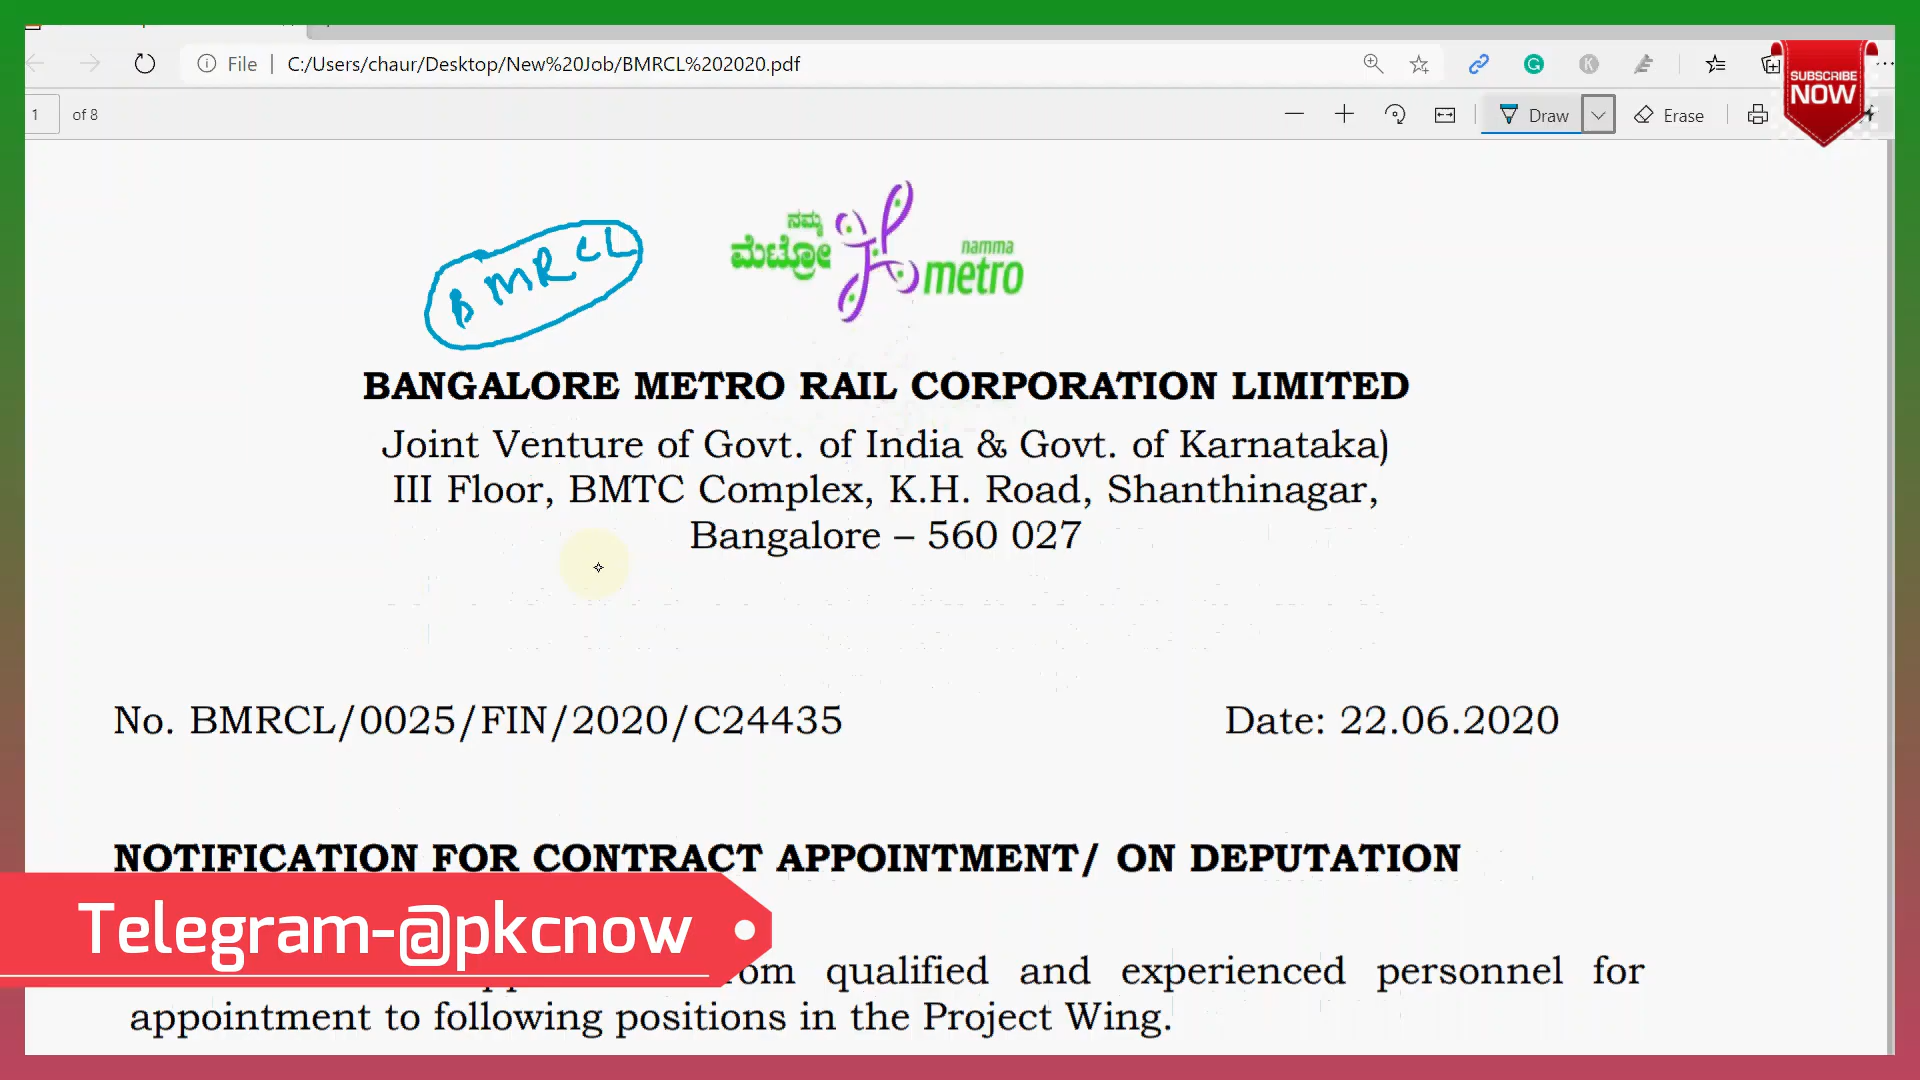 File
C:/Users/chaur/Desktop/New%20Job/BMRCL%202020.pdf
SUBSCRIBE
NOW
1 of 8
Draw
Erase
BMRCL
ನಮ್ಮ
ಮೆಟ್ರೋ
namma
metro
BANGALORE METRO RAIL CORPORATION LIMITED
Joint Venture of Govt. of India & Govt. of Karnataka)
III Floor, BMTC Complex, K.H. Road, Shanthinagar,
Bangalore – 560 027
No. BMRCL/0025/FIN/2020/C24435 Date: 22.06.2020
NOTIFICATION FOR CONTRACT APPOINTMENT/ ON DEPUTATION
Telegram-@pkcnow
qualified and experienced personnel for
appointment to following positions in the Project Wing.